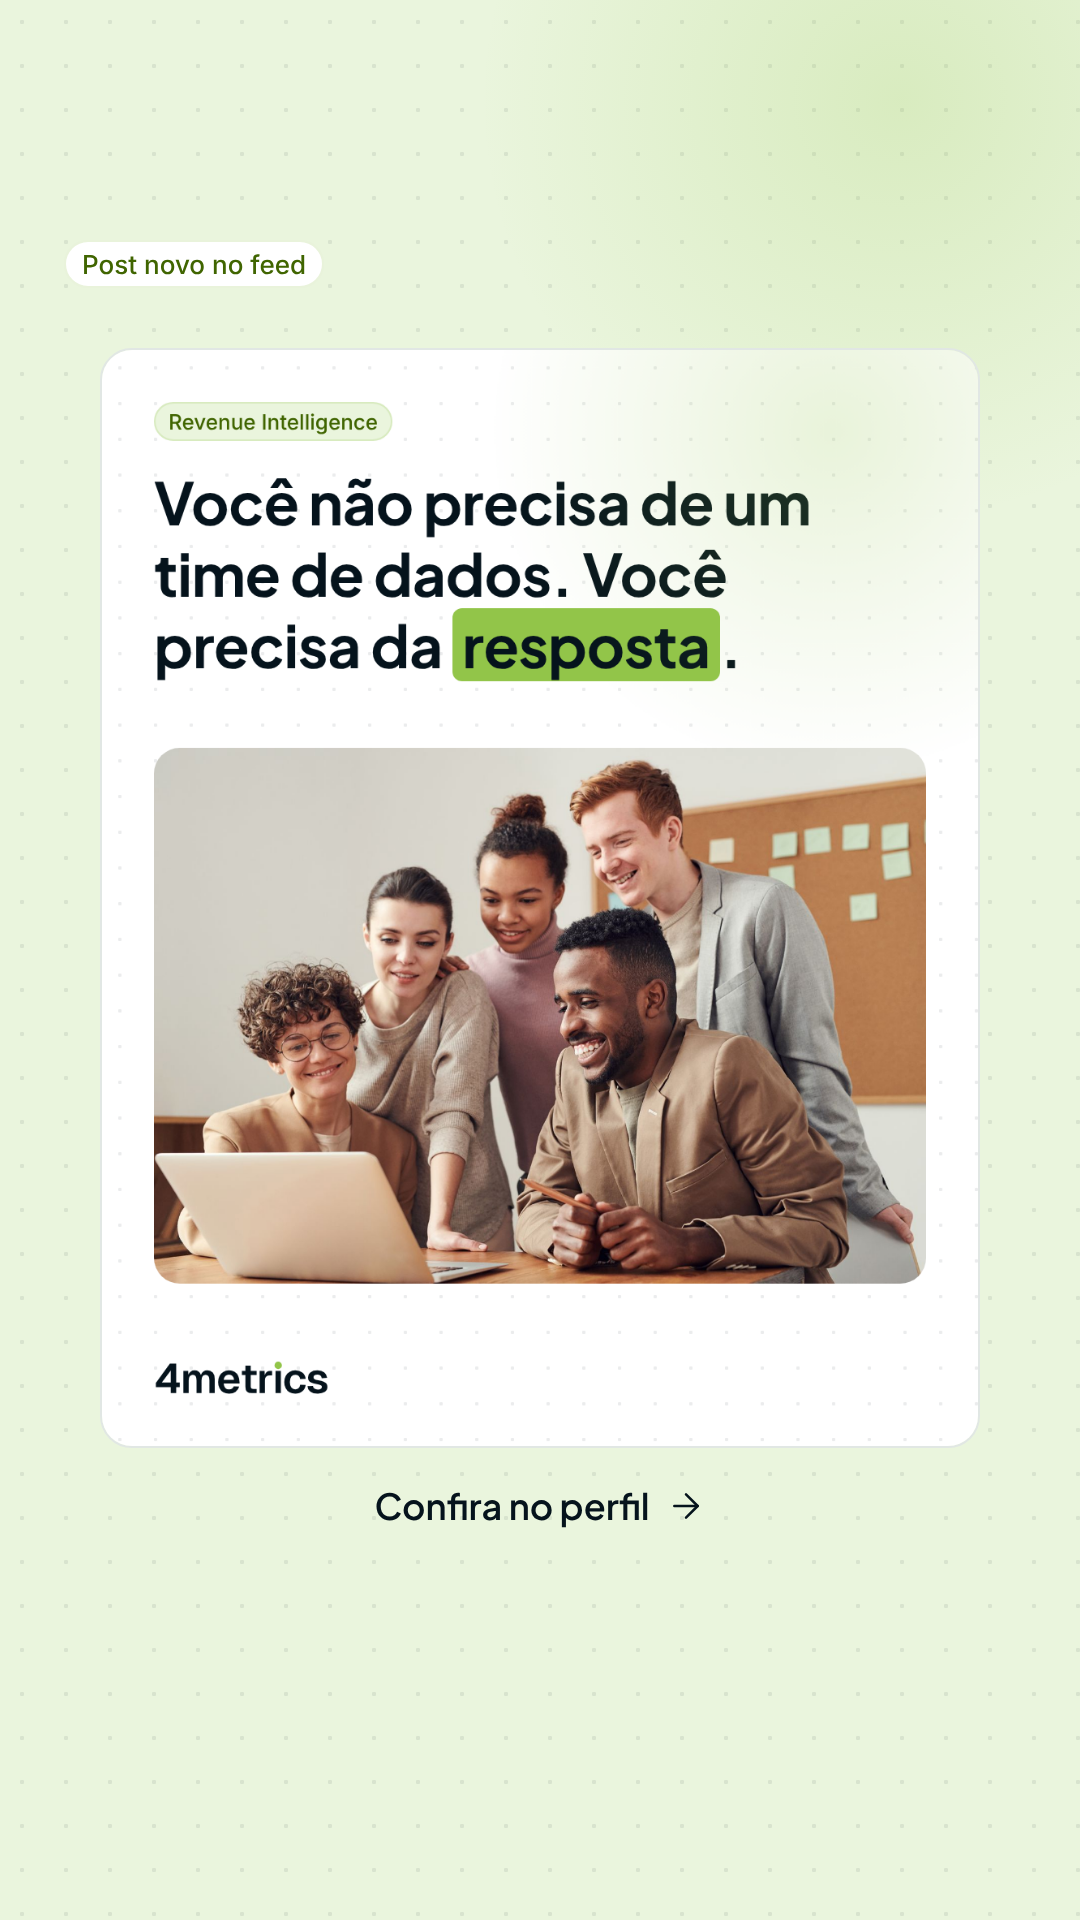 Post novo no feed
Revenue Intelligence
Você não precisa de um
time de dados. Você
precisa da resposta.
4metrics
Confira no perfil →